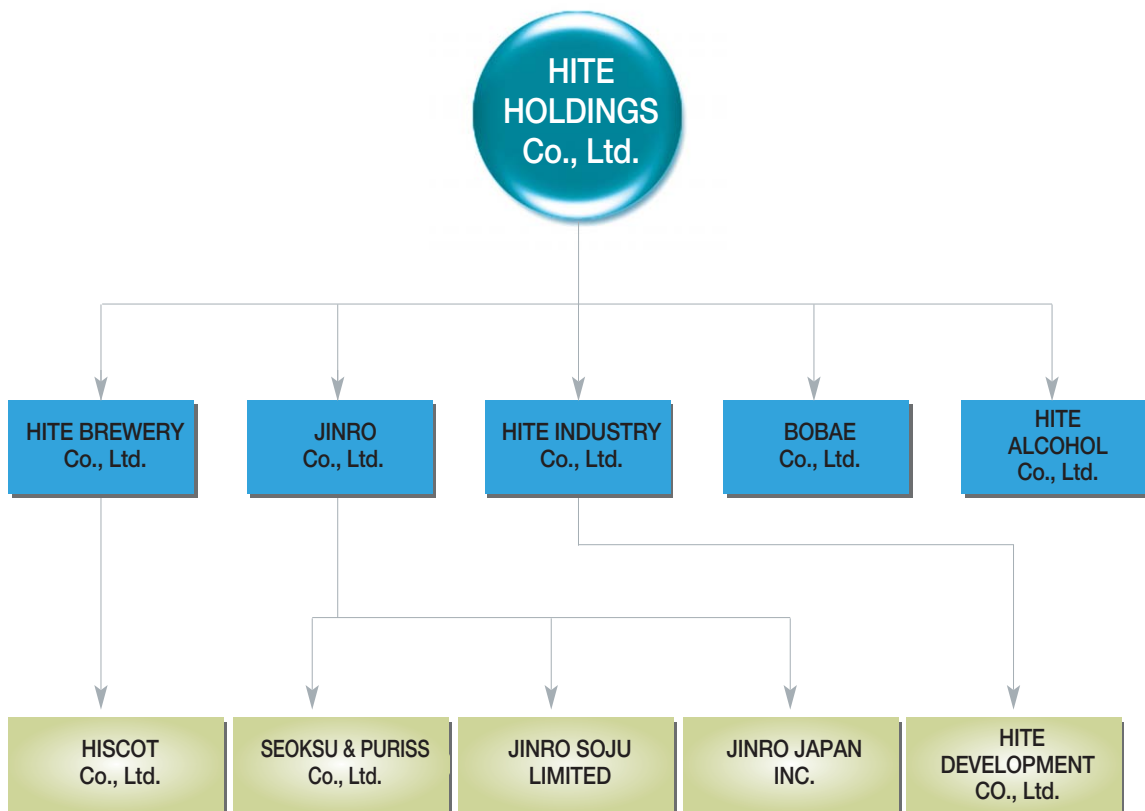 HITE
HOLDINGS
Co., Ltd.
HITE BREWERY
Co., Ltd.
JINRO
Co., Ltd.
HITE INDUSTRY
Co., Ltd.
BOBAE
Co., Ltd.
HITE
ALCOHOL
Co., Ltd.
HISCOT
Co., Ltd.
SEOKSU & PURISS
Co., Ltd.
JINRO SOJU
LIMITED
JINRO JAPAN
INC.
HITE
DEVELOPMENT
CO., Ltd.